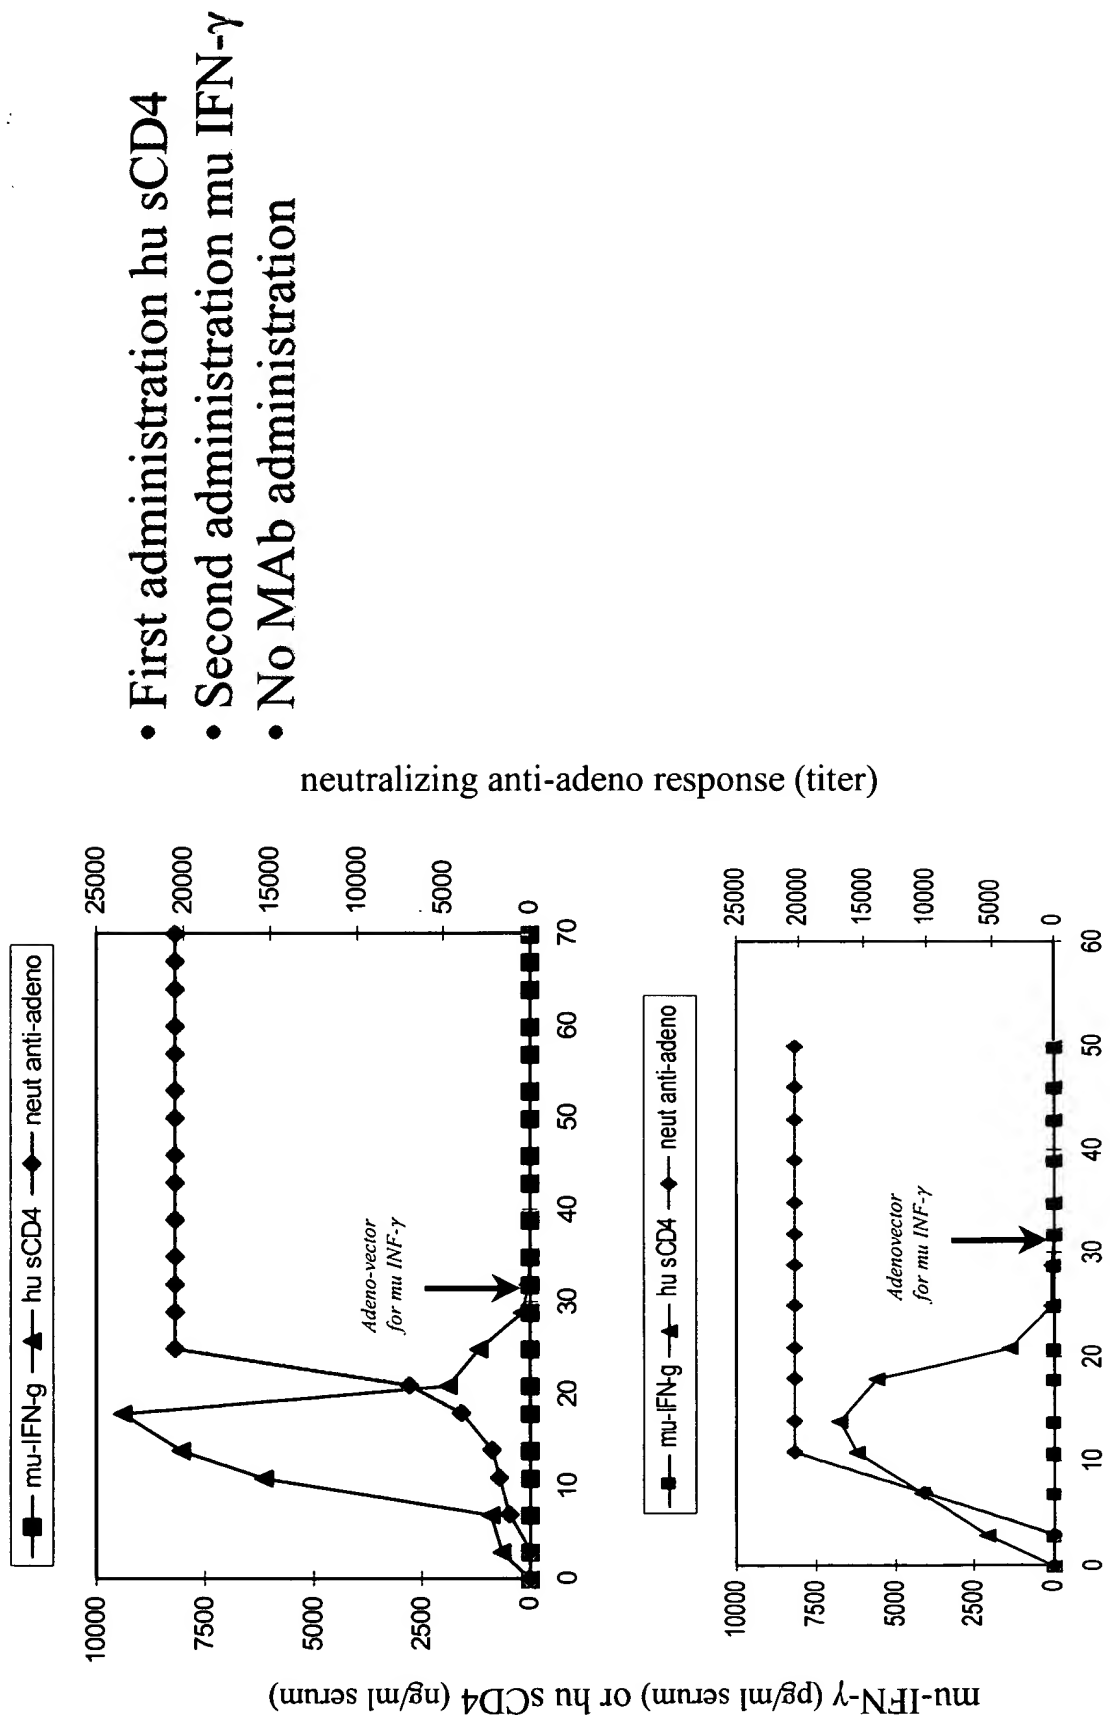 • First administration hu sCD4
• Second administration mu IFN-γ
• No MAb administration
mu-IFN-γ (pg/ml serum) or hu sCD4 (ng/ml serum)
neutralizing anti-adeno response (titer)
mu-IFN-g hu sCD4 neut anti-adeno
10000
7500
5000
2500
0
25000
20000
15000
10000
5000
0
Adeno-vector
for mu INF-γ
0 10 20 30 40 50 60 70
mu-IFN-g hu sCD4 neut anti-adeno
10000
7500
5000
2500
0
25000
20000
15000
10000
5000
0
Adenovector
for mu INF-γ
0 10 20 30 40 50 60